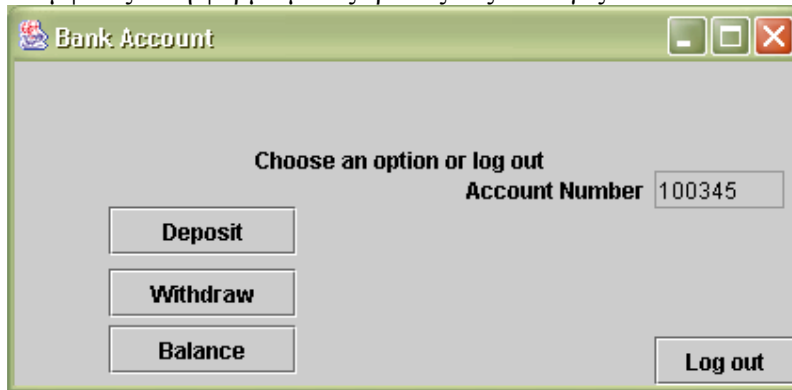 Bank Account
Choose an option or log out
Account Number 100345
Deposit
Withdraw
Balance
Log out